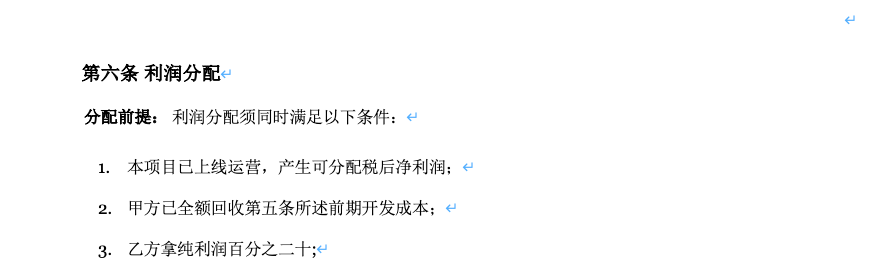 第六条 利润分配
分配前提： 利润分配须同时满足以下条件：
1. 本项目已上线运营，产生可分配税后净利润；
2. 甲方已全额回收第五条所述前期开发成本；
3. 乙方拿纯利润百分之二十;